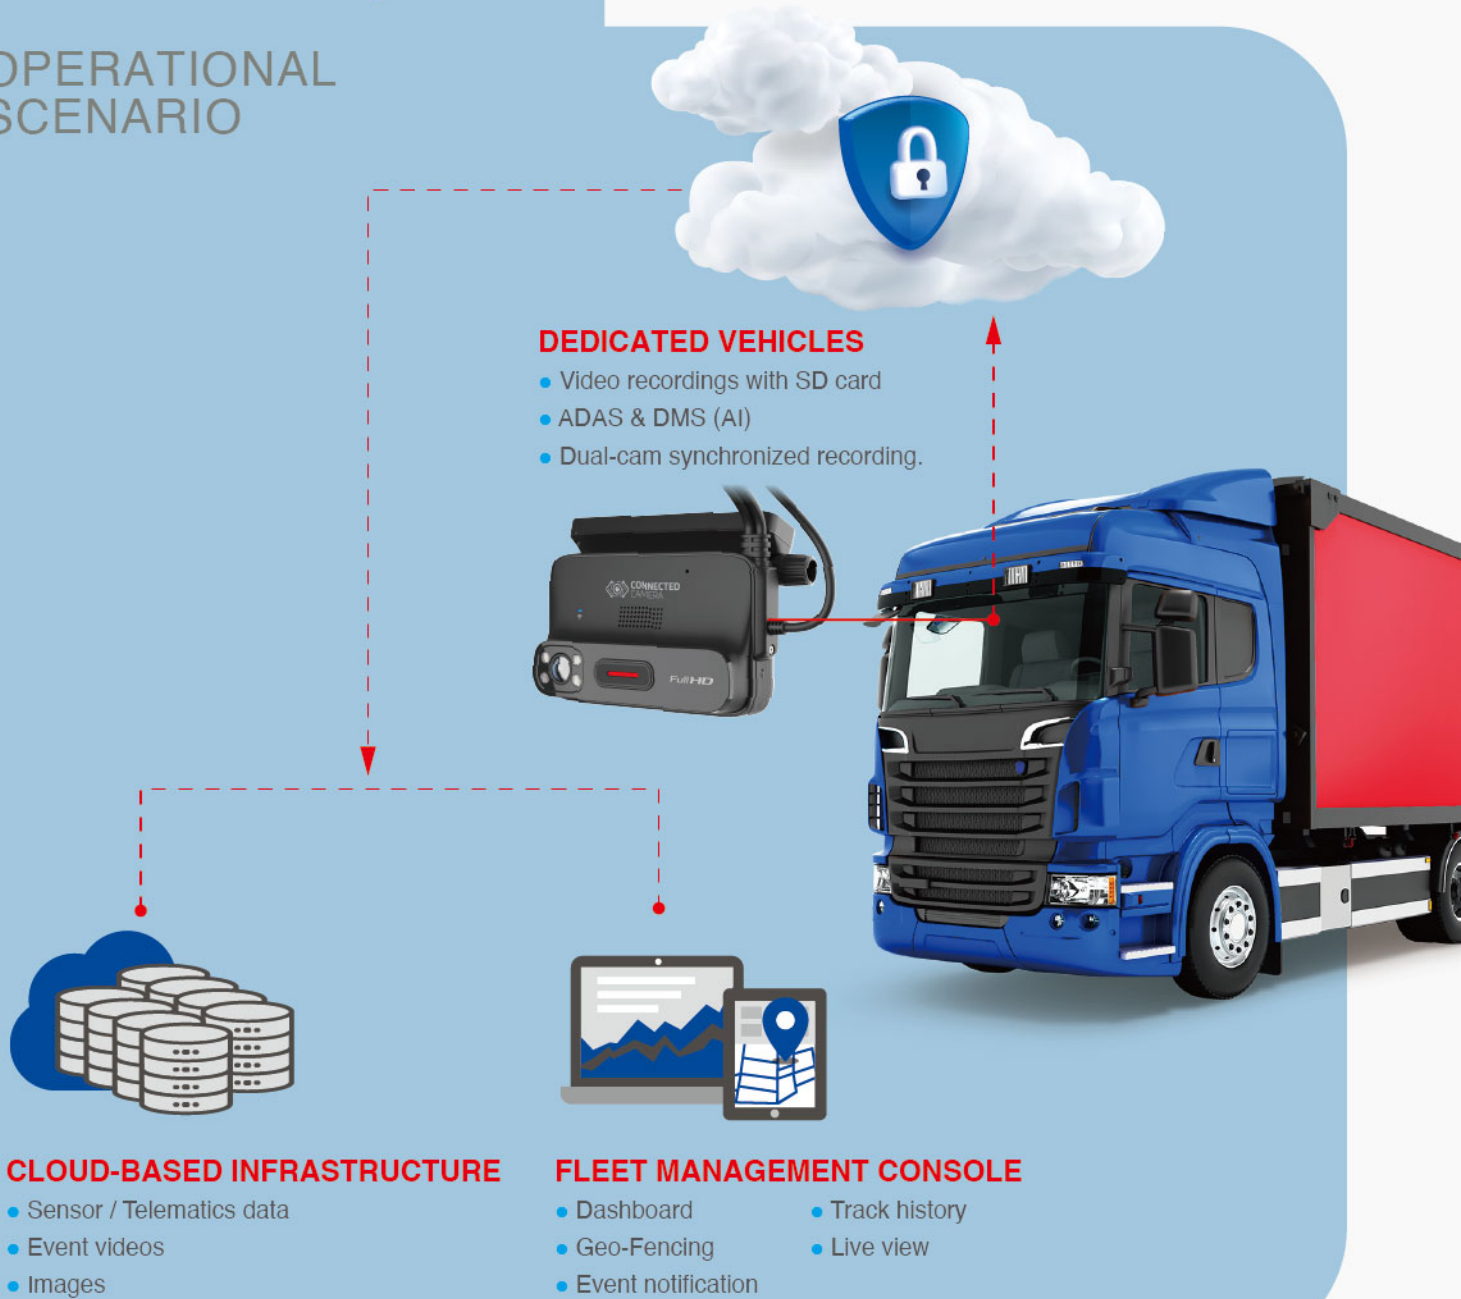 OPERATIONAL
SCENARIO
DEDICATED VEHICLES
Video recordings with SD card
ADAS & DMS (AI)
Dual-cam synchronized recording.
CONNECTED
CAMERA
Full HD
CLOUD-BASED INFRASTRUCTURE
Sensor / Telematics data
Event videos
Images
FLEET MANAGEMENT CONSOLE
Dashboard
Geo-Fencing
Event notification
Track history
Live view